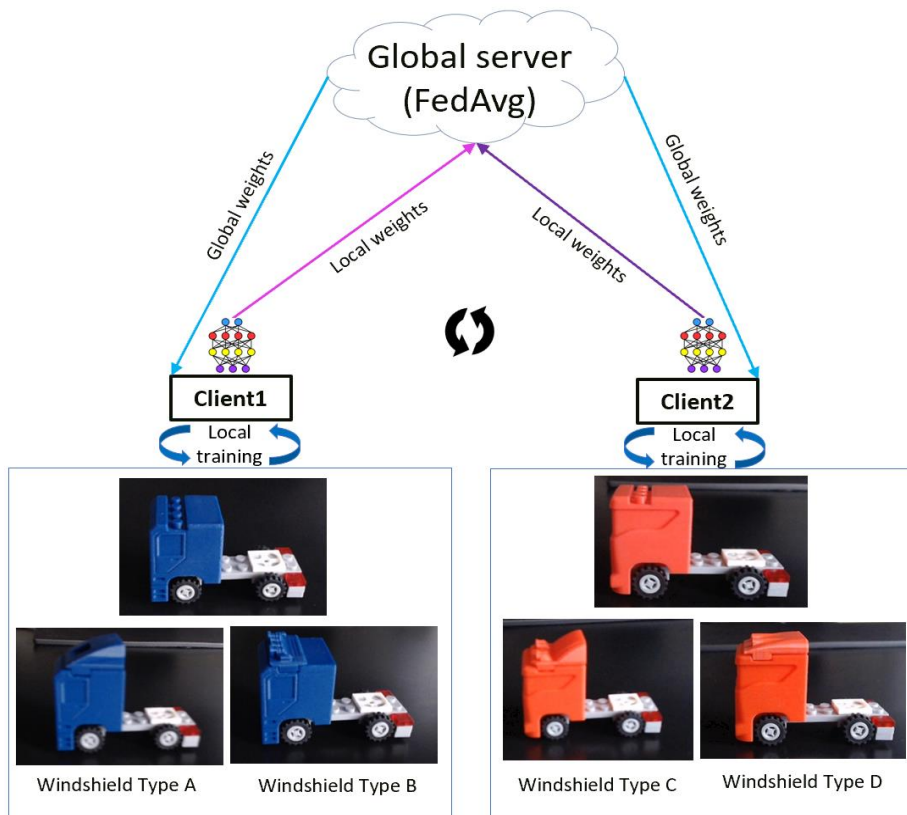 Global server
(FedAvg)
Global weights
Local weights
Local weights
Global weights
Client1
Client2
Local
training
Local
training
Windshield Type A
Windshield Type B
Windshield Type C
Windshield Type D